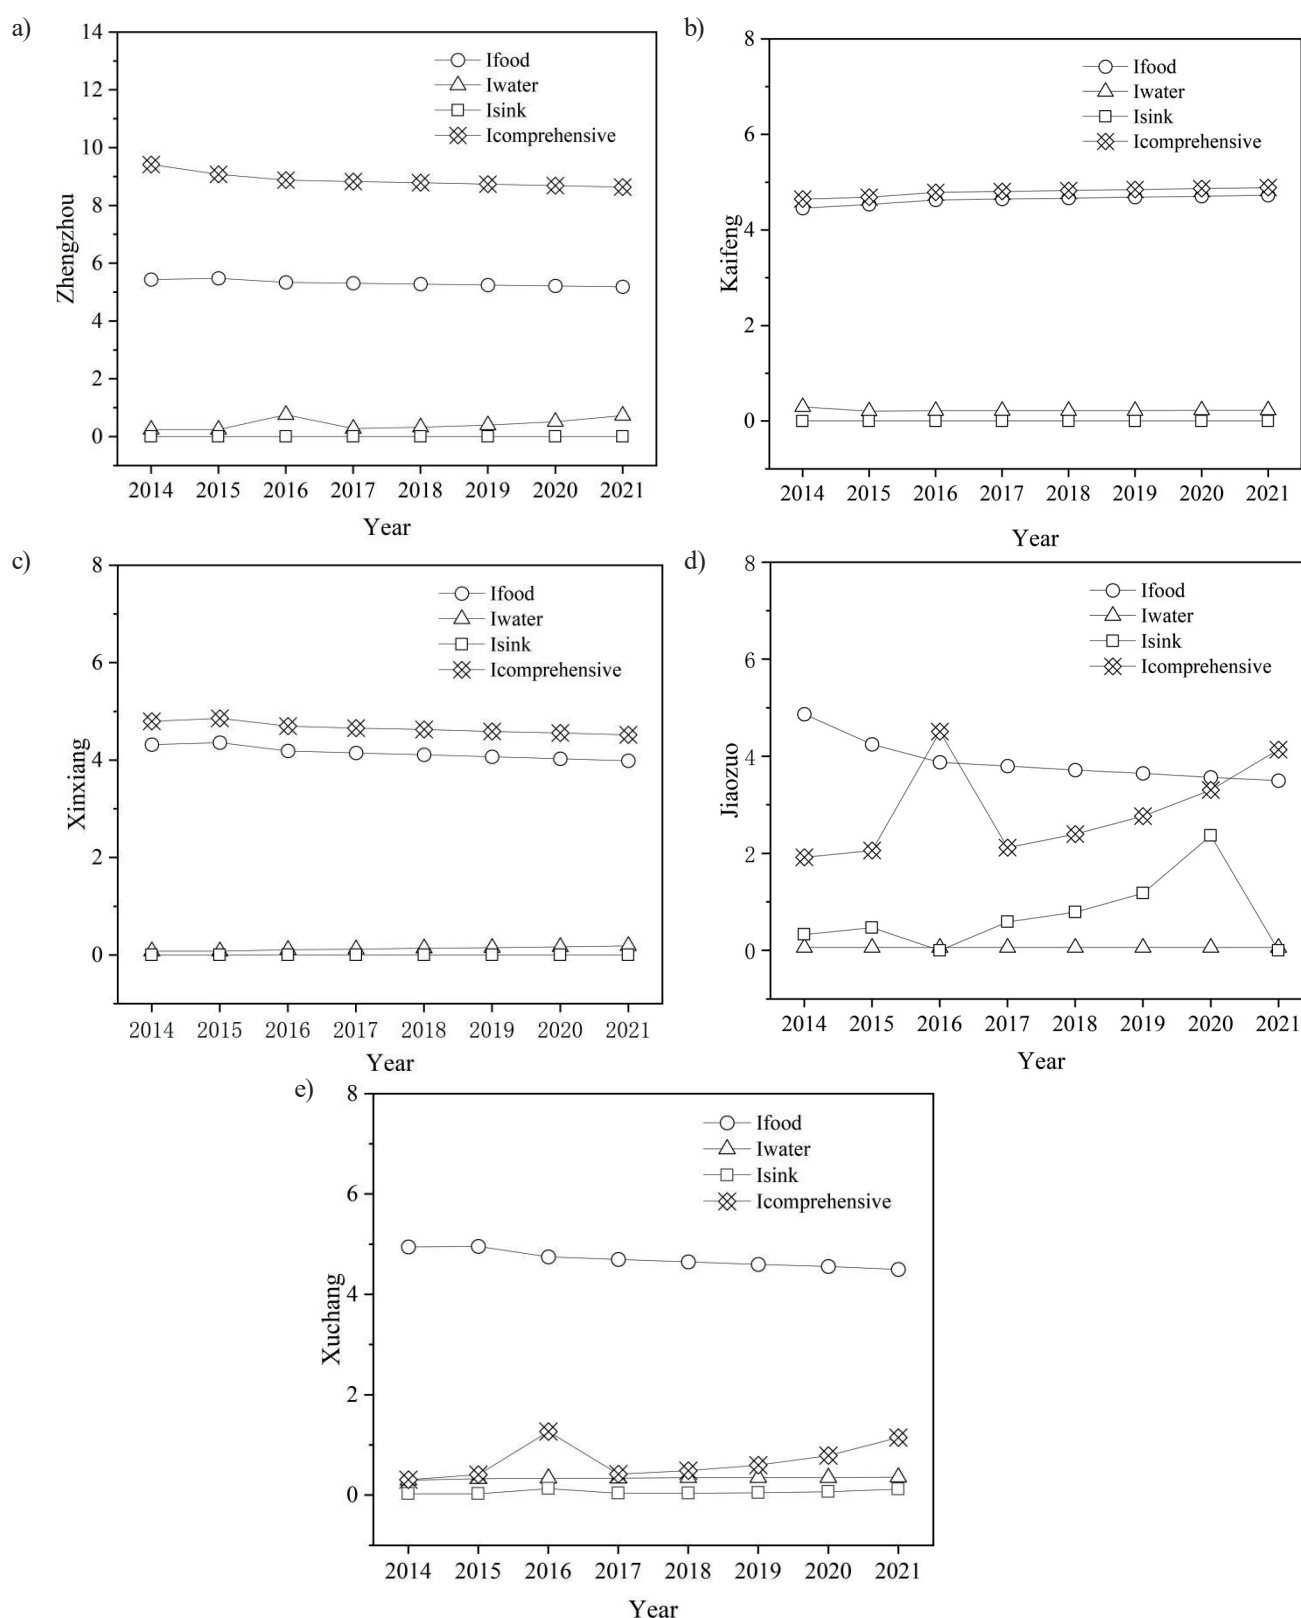 a)
14
12
10
8
6
4
2
0
Zhengzhou
Ifood
Iwater
Isink
Icomprehensive
2014 2015 2016 2017 2018 2019 2020 2021
Year
b)
8
6
4
2
0
Kaifeng
Ifood
Iwater
Isink
Icomprehensive
2014 2015 2016 2017 2018 2019 2020 2021
Year
c)
8
6
4
2
0
Xinxiang
Ifood
Iwater
Isink
Icomprehensive
2014 2015 2016 2017 2018 2019 2020 2021
Year
d)
8
6
4
2
0
Jiaozuo
Ifood
Iwater
Isink
Icomprehensive
2014 2015 2016 2017 2018 2019 2020 2021
Year
e)
8
6
4
2
0
Xuchang
Ifood
Iwater
Isink
Icomprehensive
2014 2015 2016 2017 2018 2019 2020 2021
Year